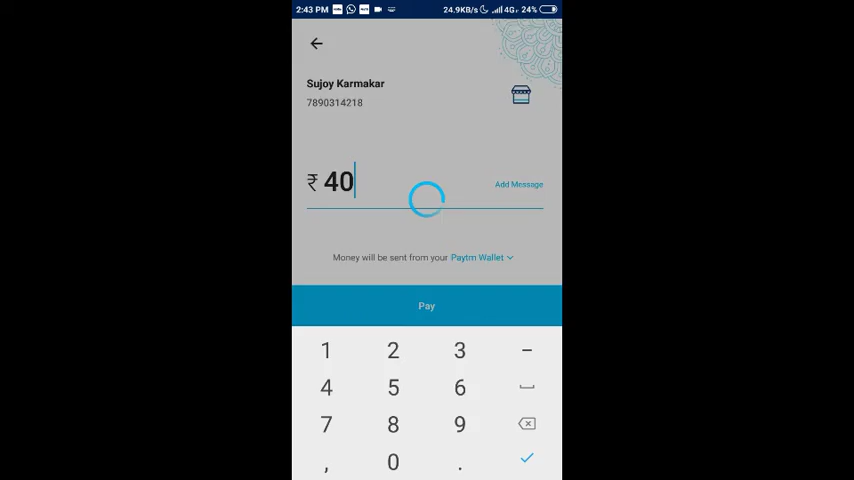 2:43 PM 24.9KB/s 4G 24%
Sujoy Karmakar
7890314218
₹ 40
Add Message
Money will be sent from your Paytm Wallet
Pay
1 2 3 –
4 5 6
7 8 9
, 0 .